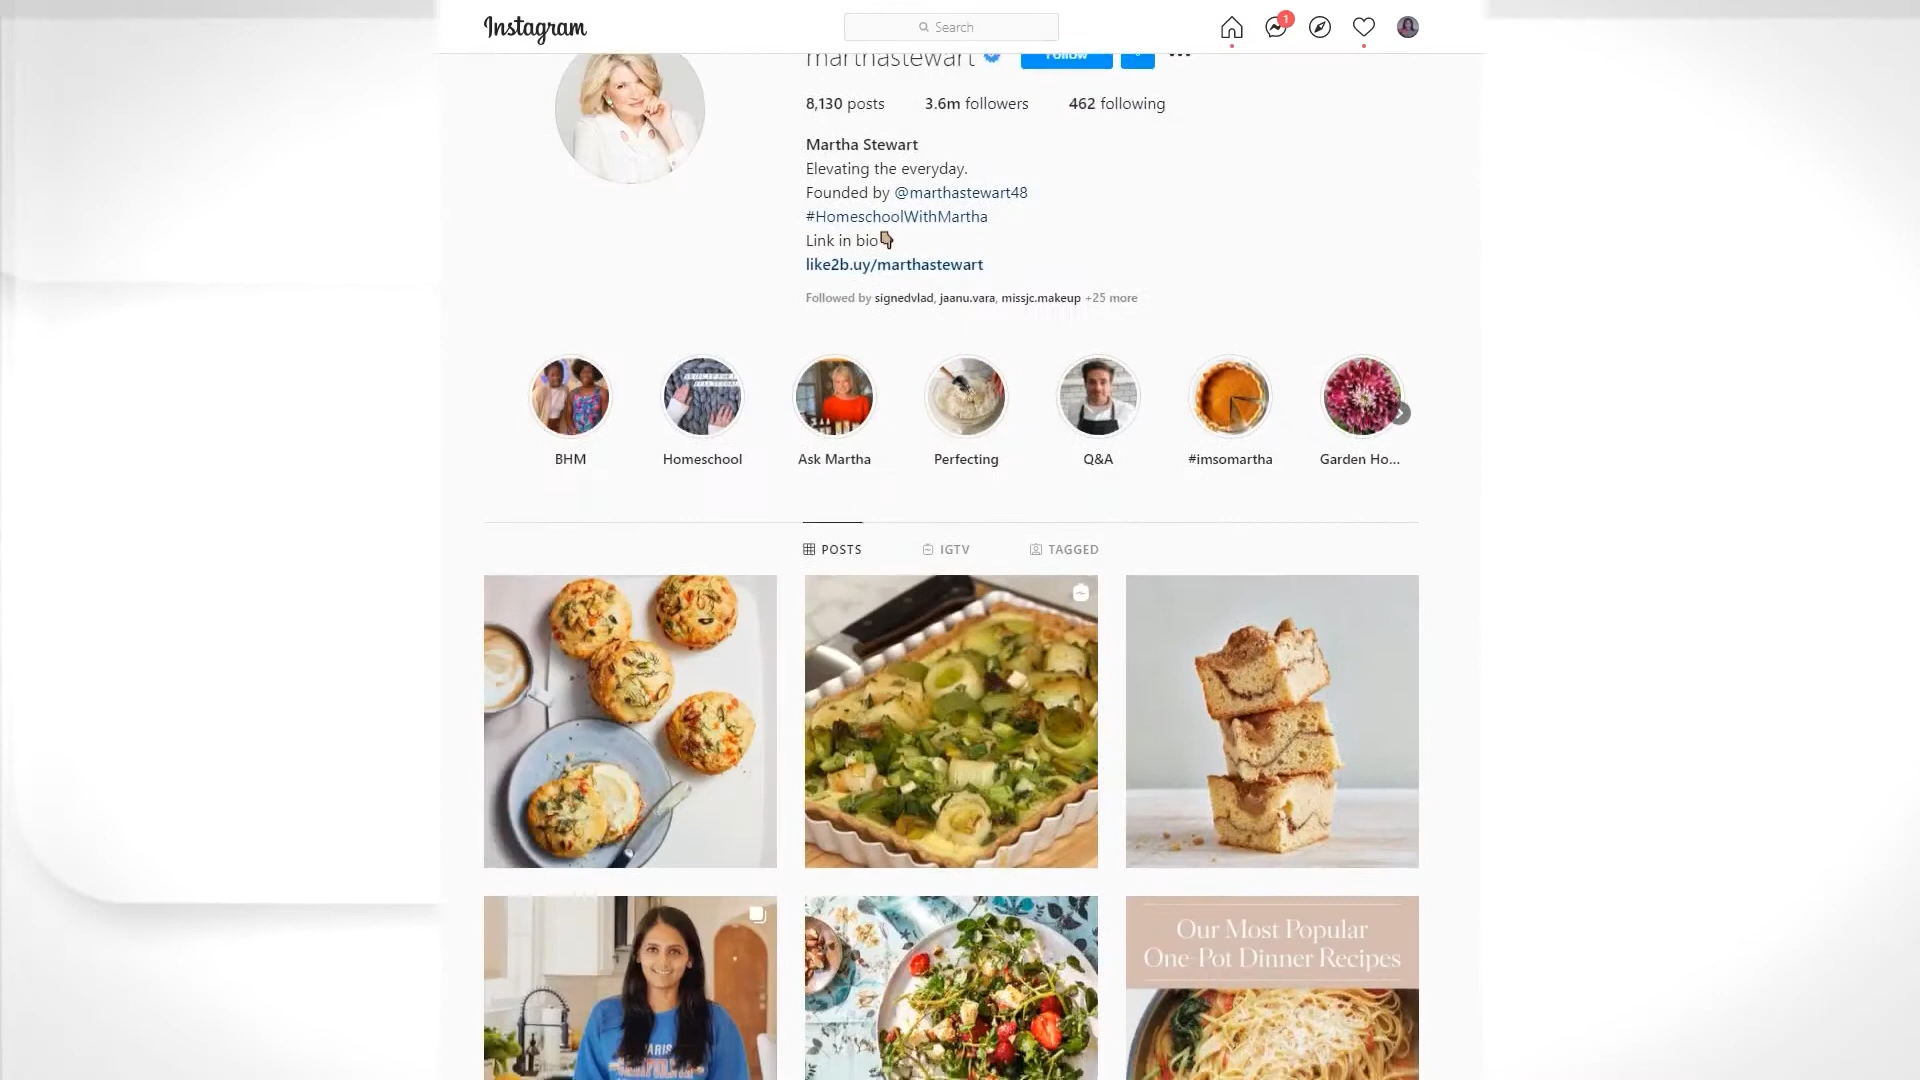 Instagram
Search
1
marthastewart
Follow
8,130 posts 3.6m followers 462 following
Martha Stewart
Elevating the everyday.
Founded by @marthastewart48
#HomeschoolWithMartha
Link in bio👇🏽
like2b.uy/marthastewart
Followed by signedvlad, jaanu.vara, missjc.makeup +25 more
BHM Homeschool Ask Martha Perfecting Q&A #imsomartha Garden Ho...
POSTS IGTV TAGGED
Our Most Popular
One-Pot Dinner Recipes